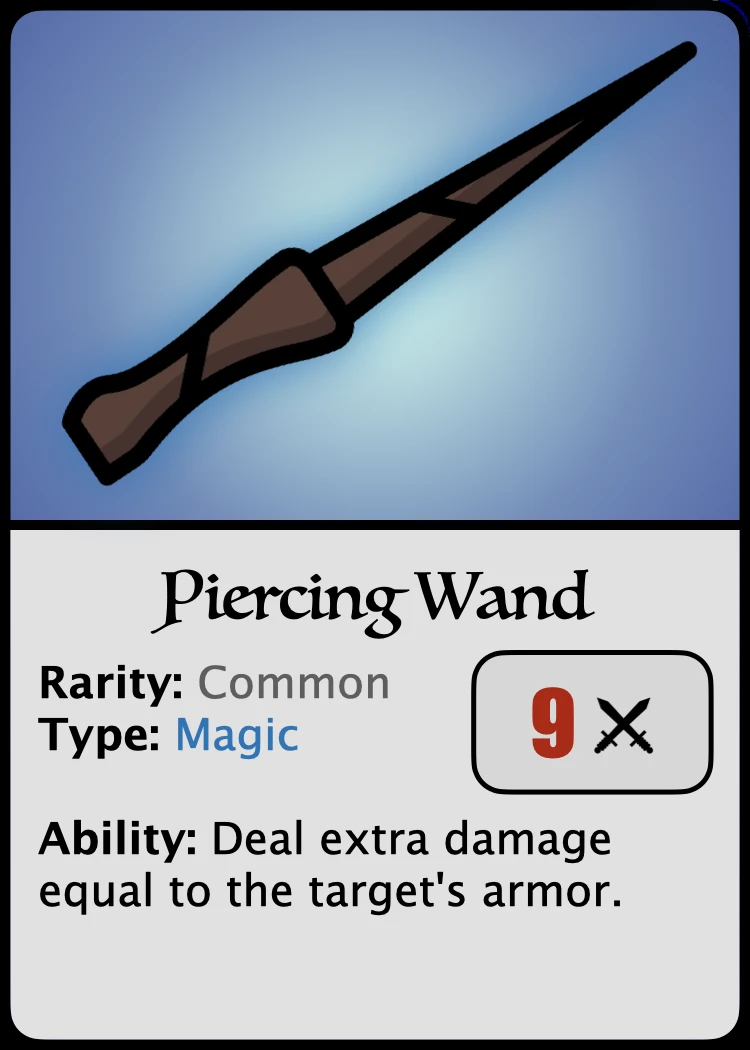 Piercing Wand
Rarity: Common
Type: Magic
9
Ability: Deal extra damage
equal to the target's armor.